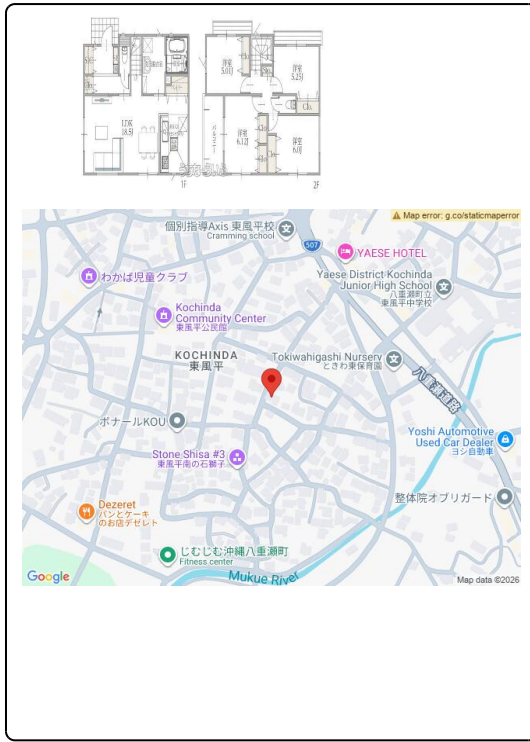 洋室
5.01J
洋室
5.25J
LDK
18.5J
バルコニー
洋室
6.12J
洋室
6.0J
Clo.
1F
2F
Map error: g.co/staticmaperror
個別指導Axis 東風平校
Cramming school
507
YAESE HOTEL
わかば児童クラブ
Yaese District Kochinda
Junior High School
八重瀬町立
東風平中学校
Kochinda
Community Center
東風平公民館
KOCHINDA
東風平
Tokiwahigashi Nursery
ときわ東保育園
八重瀬道路
ボナールKOU
Yoshi Automotive
Used Car Dealer
ヨシ自動車
Stone Shisa #3
東風平南の石獅子
整体院オブリガード
Dezeret
パンとケーキ
のお店デゼレト
じむじむ沖縄八重瀬町
Fitness center
Mukue River
Google
Map data ©2026